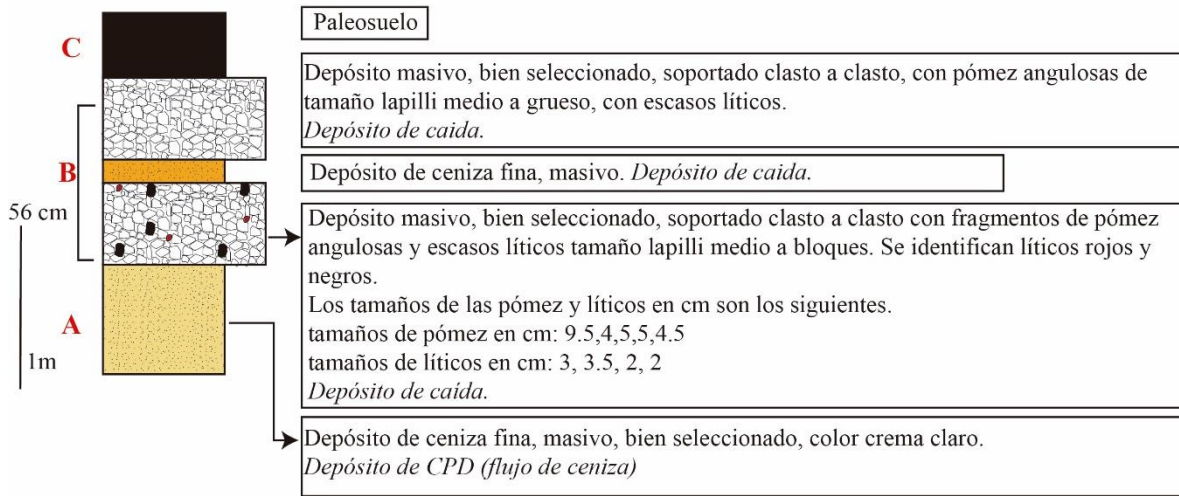 C
B
56 cm
A
1m
Paleosuelo
Depósito masivo, bien seleccionado, soportado clasto a clasto, con pómez angulosas de
tamaño lapilli medio a grueso, con escasos líticos.
Depósito de caida.
Depósito de ceniza fina, masivo. Depósito de caida.
Depósito masivo, bien seleccionado, soportado clasto a clasto con fragmentos de pómez
angulosas y escasos líticos tamaño lapilli medio a bloques. Se identifican líticos rojos y
negros.
Los tamaños de las pómez y líticos en cm son los siguientes.
tamaños de pómez en cm: 9.5,4,5,5,4.5
tamaños de líticos en cm: 3, 3.5, 2, 2
Depósito de caída.
Depósito de ceniza fina, masivo, bien seleccionado, color crema claro.
Depósito de CPD (flujo de ceniza)